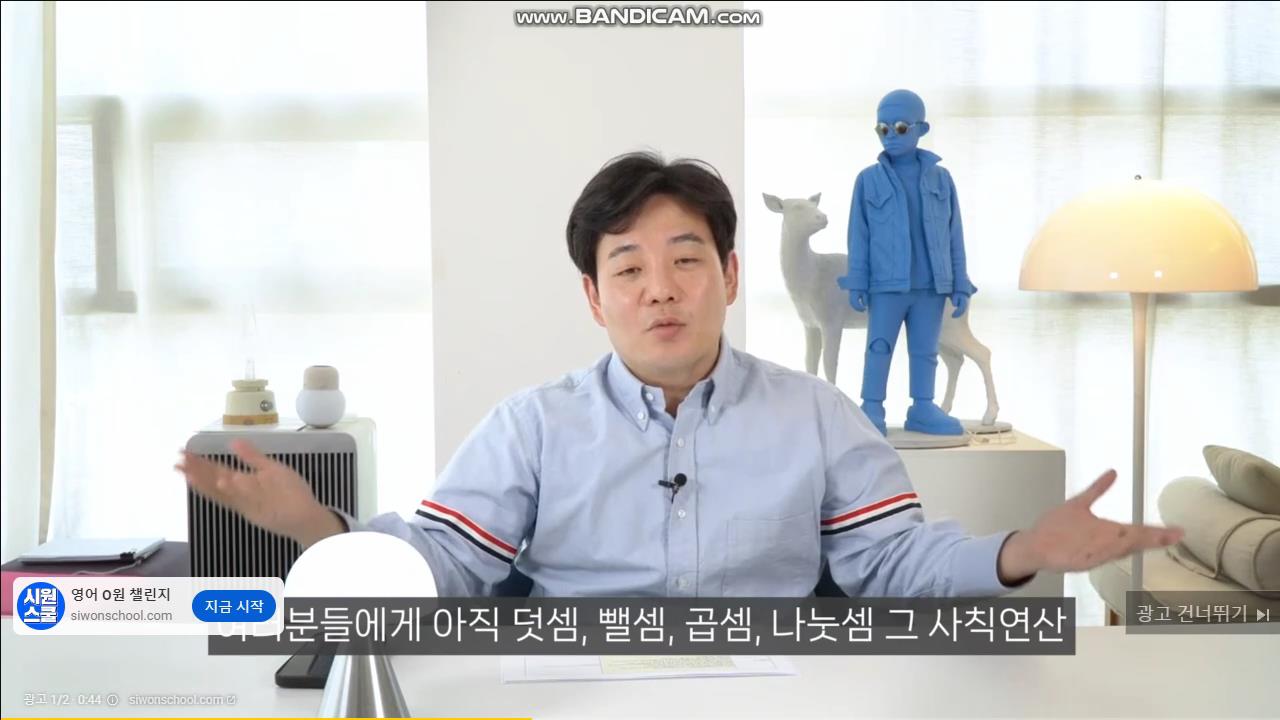 www.BANDICAM.com
시원
스쿨
영어 0원 챌린지
siwonschool.com
지금 시작
여러분들에게 아직 덧셈, 뺄셈, 곱셈, 나눗셈 그 사칙연산
광고 건너뛰기
광고 1/2 · 0:44
siwonschool.com